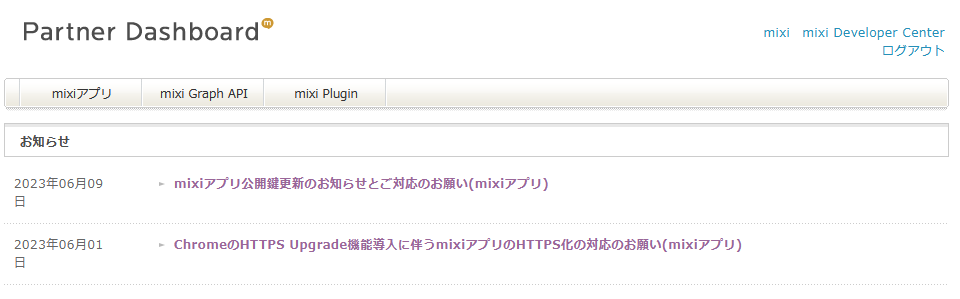 Partner Dashboard m
mixi mixi Developer Center
ログアウト
mixiアプリ mixi Graph API mixi Plugin
お知らせ
2023年06月09日
mixiアプリ公開鍵更新のお知らせとご対応のお願い(mixiアプリ)
2023年06月01日
ChromeのHTTPS Upgrade機能導入に伴うmixiアプリのHTTPS化の対応のお願い(mixiアプリ)